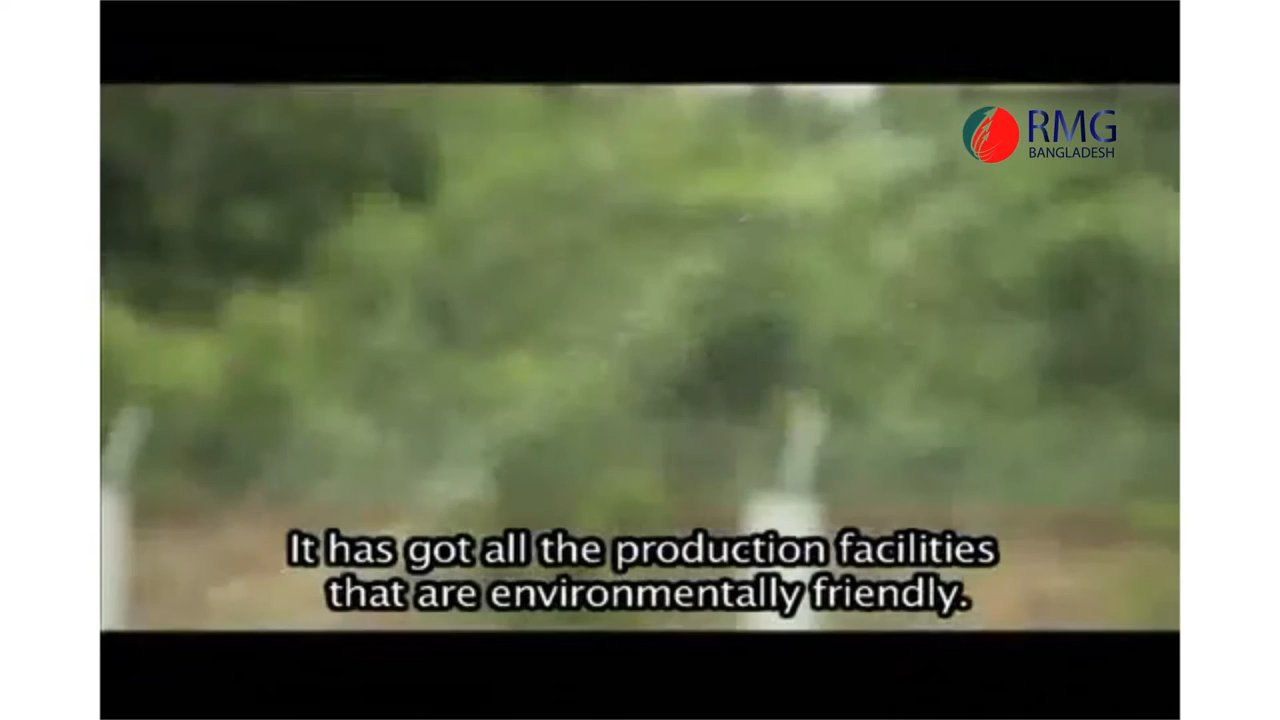 RMG
BANGLADESH
It has got all the production facilities
that are environmentally friendly.